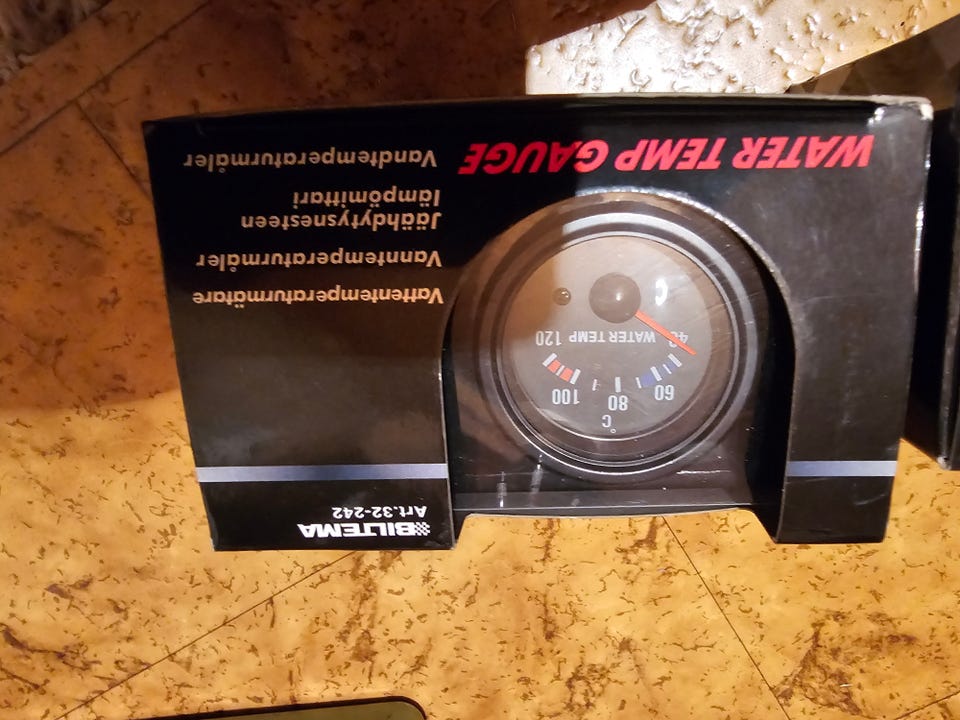 BILTEMA
Art.32-242
°C
60 80 100
40 WATER TEMP 120
Vattentemperaturmätare
Vanntemperaturmåler
Jäähdytysnesteen
lämpömittari
Vandtemperaturmåler
WATER TEMP GAUGE